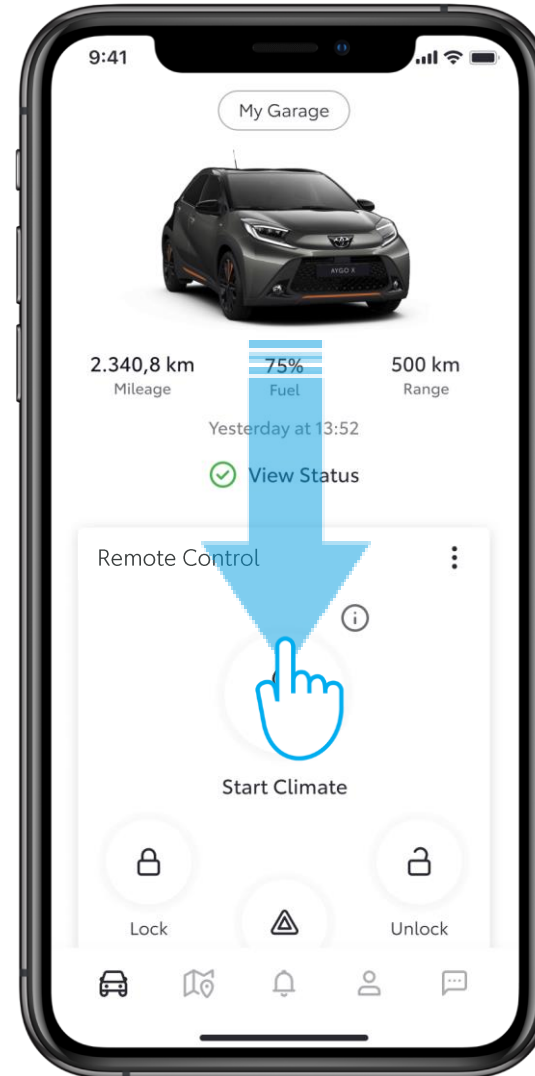 9:41
My Garage
AYGO X
2.340,8 km 75% 500 km
Mileage Fuel Range
Yesterday at 13:52
View Status
Remote Control
Start Climate
Lock Unlock